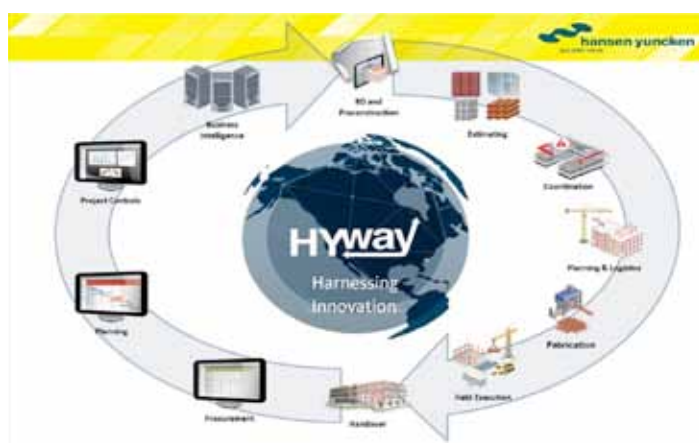 hansen yuncken
BD and
Preconstruction
Estimating
Coordination
Planning & Logistics
Fabrication
Field Execution
Handover
Procurement
Planning
Project Controls
Business
Intelligence
HYway
Harnessing
Innovation